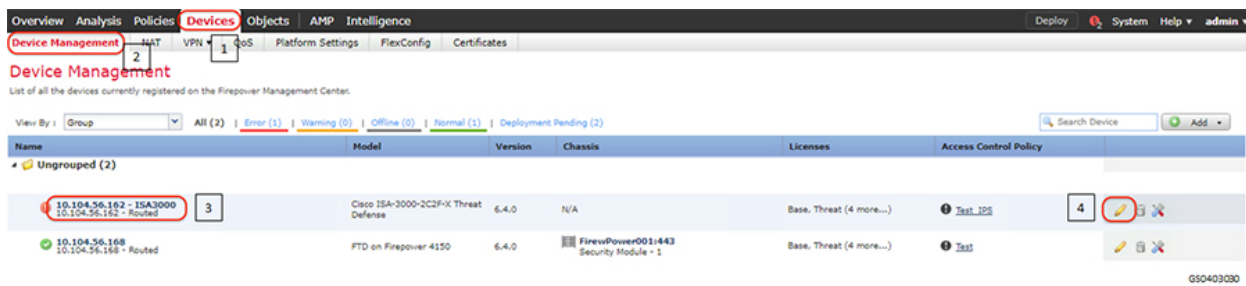 Overview Analysis Policies Devices Objects AMP Intelligence Deploy 2 System Help ▾ admin ▾
Device Management NAT VPN ▾ QoS Platform Settings FlexConfig Certificates
1
2
Device Management
List of all the devices currently registered on the Firepower Management Center.
View By : Group All (2) | Error (1) | Warning (0) | Offline (0) | Normal (1) | Deployment Pending (2) Search Device Add
Name Model Version Chassis Licenses Access Control Policy
Ungrouped (2)
10.104.56.162 - ISA3000
10.104.56.162 - Routed
3
Cisco ISA-3000-2C2F-X Threat
Defense
6.4.0
N/A
Base, Threat (4 more...)
Test_IPS
4
10.104.56.168
10.104.56.168 - Routed
FTD on Firepower 4150
6.4.0
FirewPower001:443
Security Module - 1
Base, Threat (4 more...)
Test
GS0403030